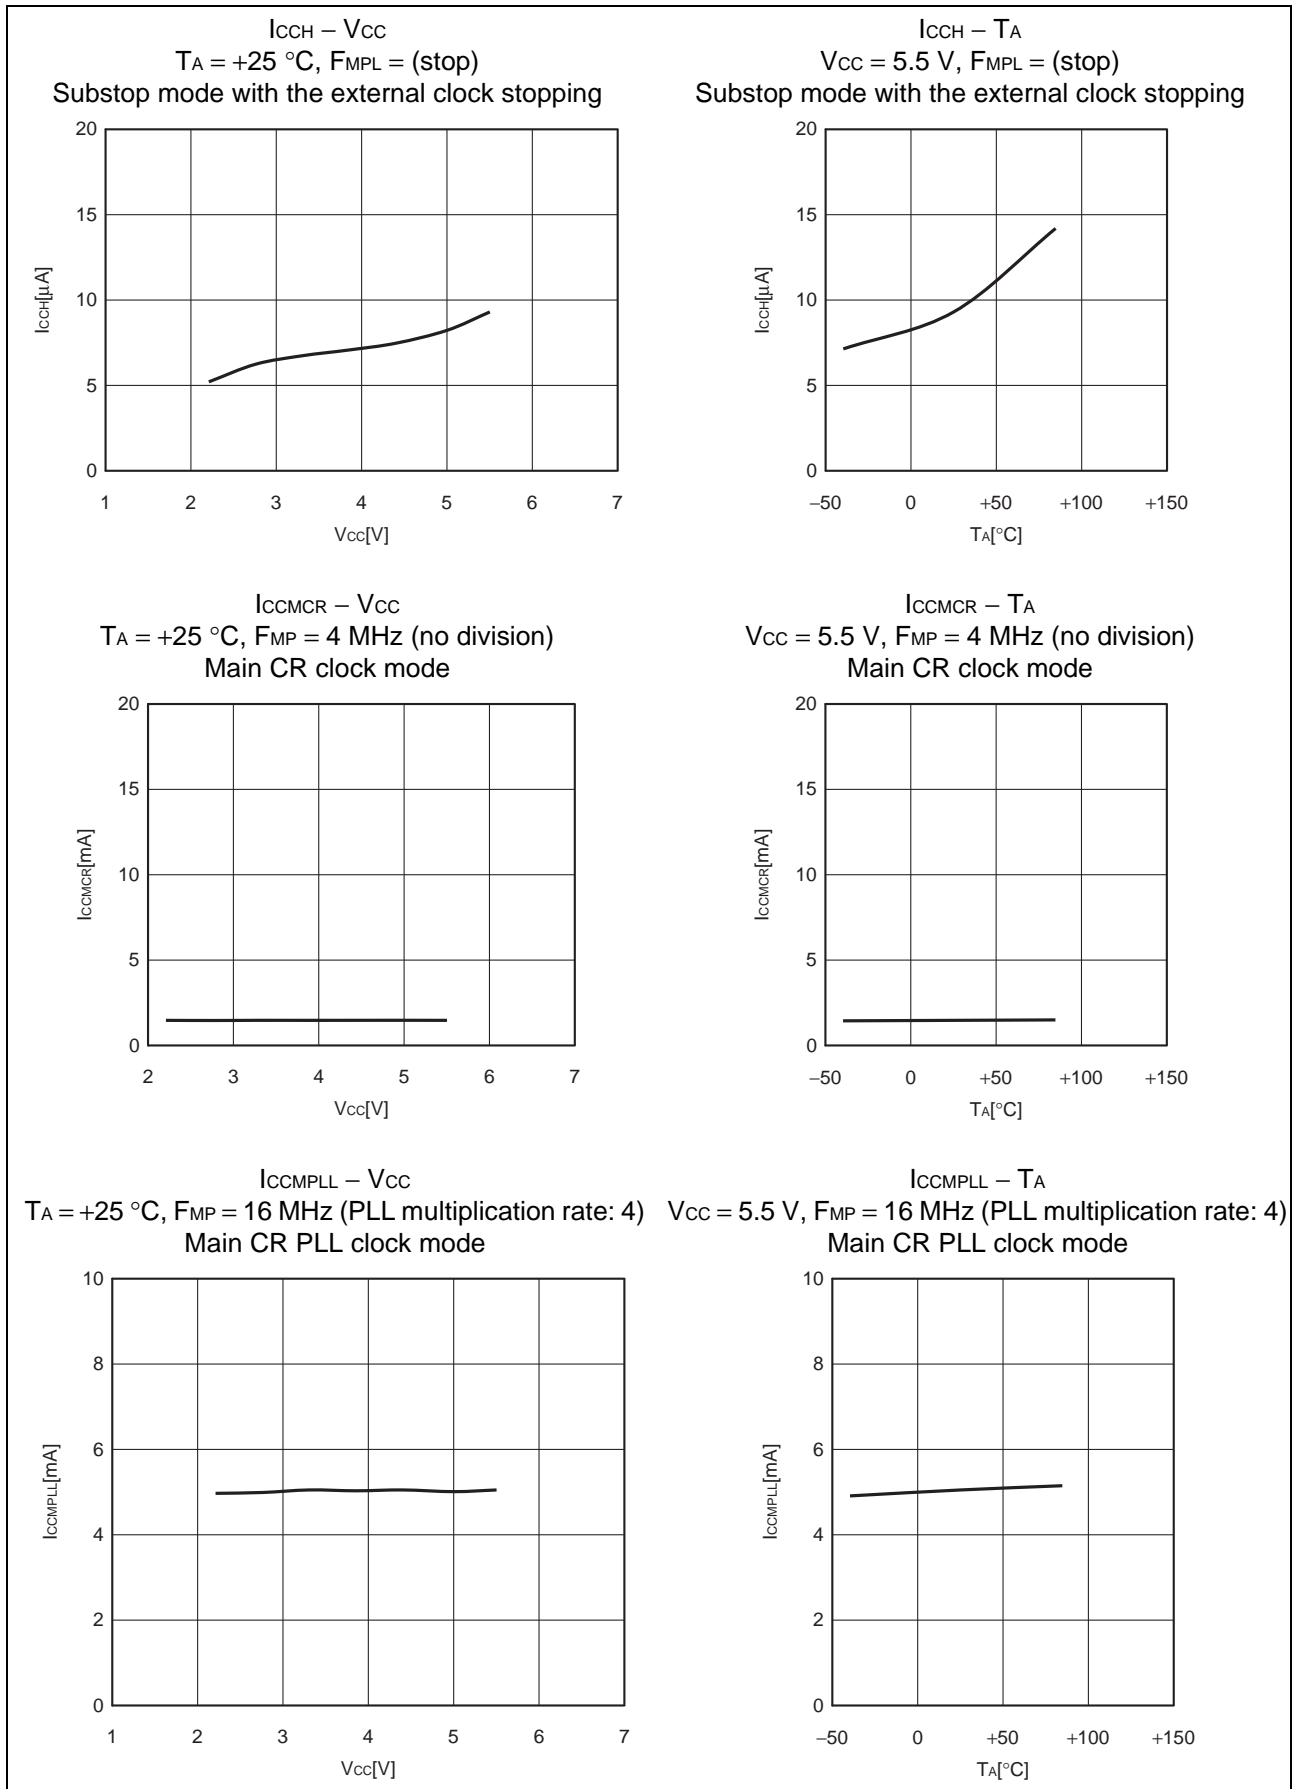 ICCH – VCC
TA = +25 °C, FMPL = (stop)
Substop mode with the external clock stopping
20
15
10
5
0
ICCH[μA]
1 2 3 4 5 6 7
VCC[V]
ICCH – TA
VCC = 5.5 V, FMPL = (stop)
Substop mode with the external clock stopping
20
15
10
5
0
ICCH[μA]
−50 0 +50 +100 +150
TA[°C]
ICCMCR – VCC
TA = +25 °C, FMP = 4 MHz (no division)
Main CR clock mode
20
15
10
5
0
ICCMCR[mA]
2 3 4 5 6 7
VCC[V]
ICCMCR – TA
VCC = 5.5 V, FMP = 4 MHz (no division)
Main CR clock mode
20
15
10
5
0
ICCMCR[mA]
−50 0 +50 +100 +150
TA[°C]
ICCMPLL – VCC
TA = +25 °C, FMP = 16 MHz (PLL multiplication rate: 4)
Main CR PLL clock mode
10
8
6
4
2
0
ICCMPLL[mA]
1 2 3 4 5 6 7
VCC[V]
ICCMPLL – TA
VCC = 5.5 V, FMP = 16 MHz (PLL multiplication rate: 4)
Main CR PLL clock mode
10
8
6
4
2
0
ICCMPLL[mA]
−50 0 +50 +100 +150
TA[°C]